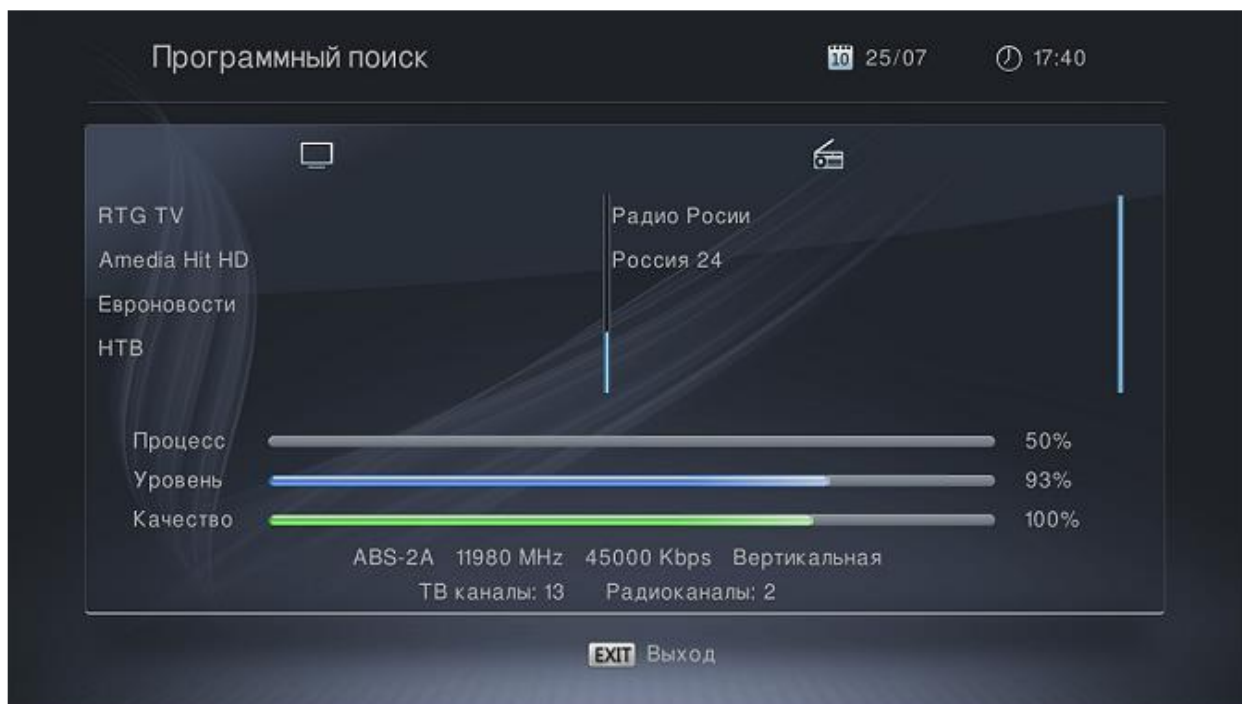 Программный поиск 10 25/07 17:40
RTG TV Радио Росии
Amedia Hit HD Россия 24
Евроновости
НТВ
Процесс 50%
Уровень 93%
Качество 100%
ABS-2A 11980 MHz 45000 Kbps Вертикальная
ТВ каналы: 13 Радиоканалы: 2
EXIT Выход